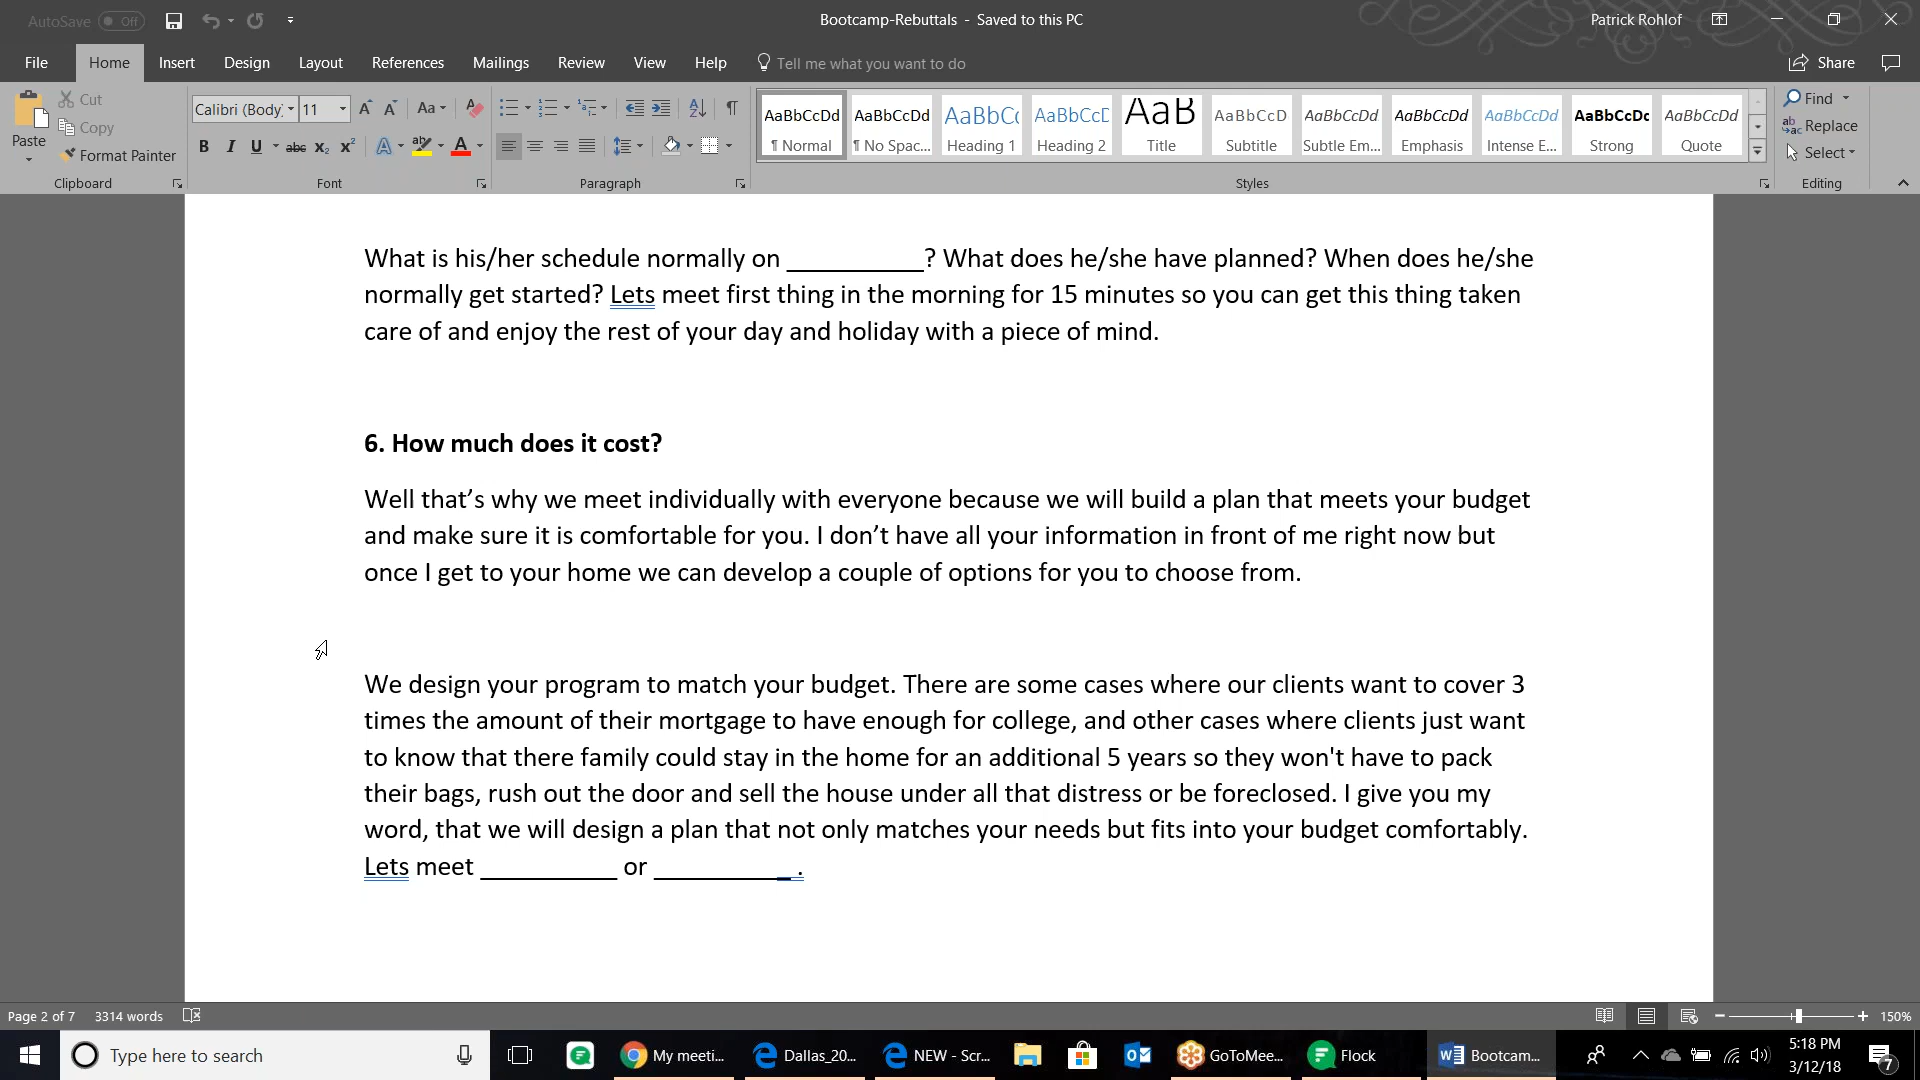 AutoSave Off
Bootcamp-Rebuttals - Saved to this PC
Patrick Rohlof
File Home Insert Design Layout References Mailings Review View Help Tell me what you want to do
Share
Paste
Cut
Copy
Format Painter
Clipboard
Calibri (Body) 11
Font
Paragraph
AaBbCcDd AaBbCcDd AaBbCc AaBbCcD AaB AaBbCcD AaBbCcDd AaBbCcDd AaBbCcDd AaBbCcDc AaBbCcDd
¶ Normal ¶ No Spac... Heading 1 Heading 2 Title Subtitle Subtle Em... Emphasis Intense E... Strong Quote
Styles
Find
Replace
Select
Editing
What is his/her schedule normally on __________? What does he/she have planned? When does he/she
normally get started? Lets meet first thing in the morning for 15 minutes so you can get this thing taken
care of and enjoy the rest of your day and holiday with a piece of mind.
6. How much does it cost?
Well that’s why we meet individually with everyone because we will build a plan that meets your budget
and make sure it is comfortable for you. I don’t have all your information in front of me right now but
once I get to your home we can develop a couple of options for you to choose from.
We design your program to match your budget. There are some cases where our clients want to cover 3
times the amount of their mortgage to have enough for college, and other cases where clients just want
to know that there family could stay in the home for an additional 5 years so they won't have to pack
their bags, rush out the door and sell the house under all that distress or be foreclosed. I give you my
word, that we will design a plan that not only matches your needs but fits into your budget comfortably.
Lets meet __________ or __________ .
Page 2 of 7 3314 words
150%
Type here to search
My meeti... Dallas_20... NEW - Scr... GoToMee... Flock Bootcam...
5:18 PM
3/12/18
7